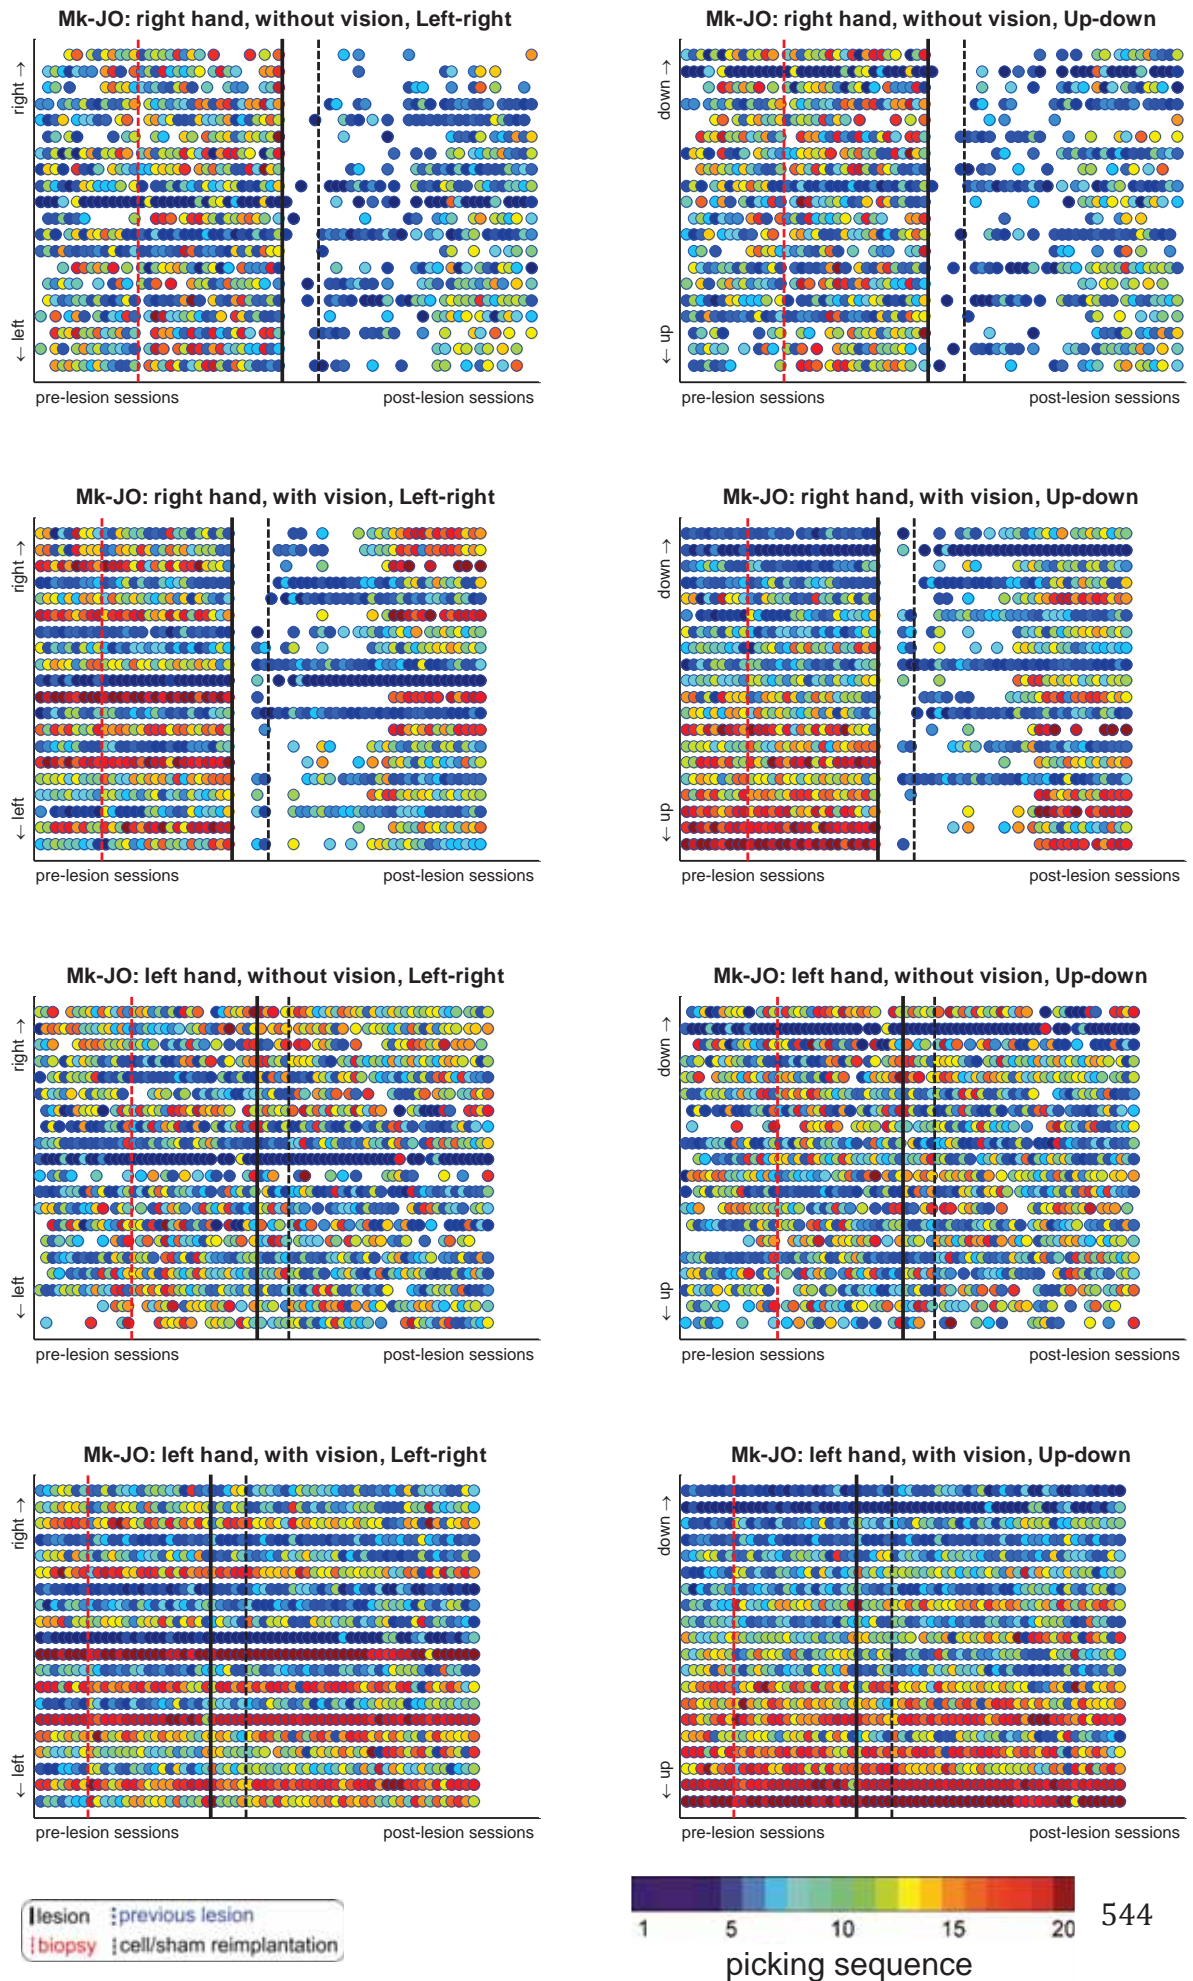 Mk-JO: right hand, without vision, Left-right
Mk-JO: right hand, without vision, Up-down
right →
← left
down →
← up
pre-lesion sessions
post-lesion sessions
pre-lesion sessions
post-lesion sessions
Mk-JO: right hand, with vision, Left-right
Mk-JO: right hand, with vision, Up-down
right →
← left
down →
← up
pre-lesion sessions
post-lesion sessions
pre-lesion sessions
post-lesion sessions
Mk-JO: left hand, without vision, Left-right
Mk-JO: left hand, without vision, Up-down
right →
← left
down →
← up
pre-lesion sessions
post-lesion sessions
pre-lesion sessions
post-lesion sessions
Mk-JO: left hand, with vision, Left-right
Mk-JO: left hand, with vision, Up-down
right →
← left
down →
← up
pre-lesion sessions
post-lesion sessions
pre-lesion sessions
post-lesion sessions
lesion previous lesion
biopsy cell/sham reimplantation
1 5 10 15 20
picking sequence
544